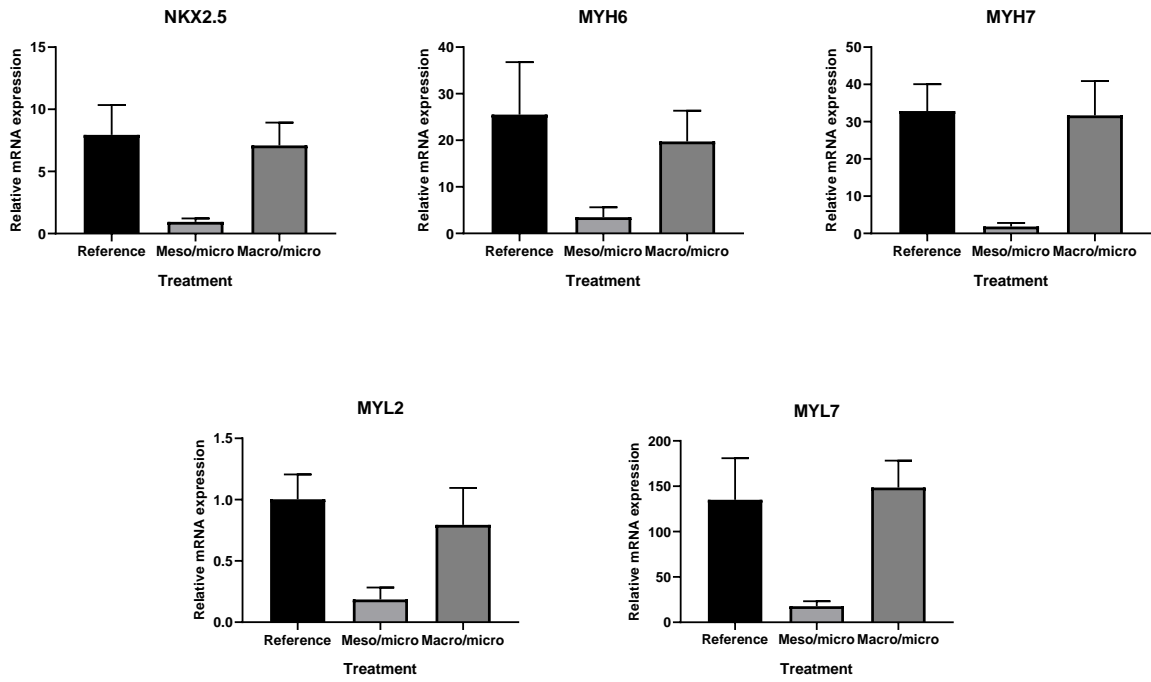 NKX2.5
Relative mRNA expression
15
10
5
0
Reference Meso/micro Macro/micro
Treatment
MYH6
Relative mRNA expression
40
30
20
10
0
Reference Meso/micro Macro/micro
Treatment
MYH7
Relative mRNA expression
50
40
30
20
10
0
Reference Meso/micro Macro/micro
Treatment
MYL2
Relative mRNA expression
1.5
1.0
0.5
0.0
Reference Meso/micro Macro/micro
Treatment
MYL7
Relative mRNA expression
200
150
100
50
0
Reference Meso/micro Macro/micro
Treatment